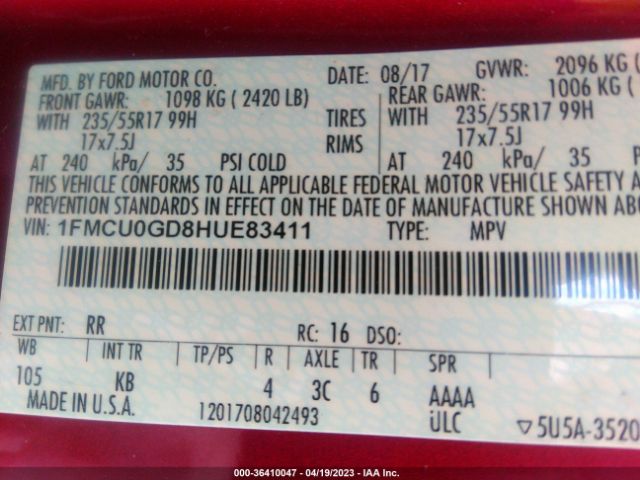 MFD. BY FORD MOTOR CO. DATE: 08/17 GVWR: 2096 KG (
FRONT GAWR: 1098 KG ( 2420 LB) REAR GAWR: 1006 KG (
WITH 235/55R17 99H TIRES WITH 235/55R17 99H
17x7.5J RIMS 17x7.5J
AT 240 kPa/ 35 PSI COLD AT 240 kPa/ 35
THIS VEHICLE CONFORMS TO ALL APPLICABLE FEDERAL MOTOR VEHICLE SAFETY A
PREVENTION STANDARDS IN EFFECT ON THE DATE OF MANUFACTURE SHOWN ABO
VIN: 1FMCU0GD8HUE83411 TYPE: MPV
EXT PNT: RR RC: 16 DSO:
WB INT TR TP/PS R AXLE TR SPR
105 KB 4 3C 6 AAAA
MADE IN U.S.A. 1201708042493 ULC ▽5U5A-3520
000-36410047 - 04/19/2023 - IAA Inc.